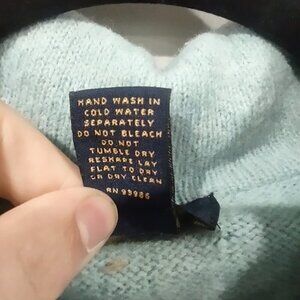 HAND WASH IN
COLD WATER
SEPARATELY
DO NOT BLEACH
DO NOT
TUMBLE DRY
RESHAPE LAY
FLAT TO DRY
OR DRY CLEAN
RN 93986